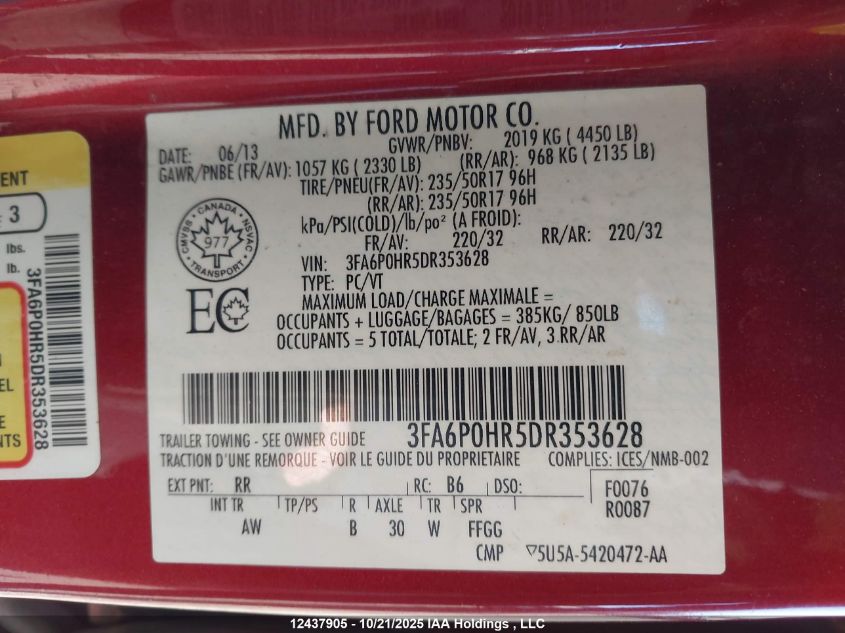 MFD. BY FORD MOTOR CO.
DATE: 06/13 GVWR/PNBV: 2019 KG ( 4450 LB)
GAWR/PNBE (FR/AV): 1057 KG ( 2330 LB) (RR/AR): 968 KG ( 2135 LB)
TIRE/PNEU(FR/AV): 235/50R17 96H
(RR/AR): 235/50R17 96H
kPa/PSI(COLD)/lb/po² (A FROID):
FR/AV: 220/32 RR/AR: 220/32
VIN: 3FA6P0HR5DR353628
TYPE: PC/VT
MAXIMUM LOAD/CHARGE MAXIMALE =
OCCUPANTS + LUGGAGE/BAGAGES = 385KG/ 850LB
OCCUPANTS = 5 TOTAL/TOTALE; 2 FR/AV, 3 RR/AR
CANADA
CMVSS 977 NSVAC
TRANSPORT
EC
3FA6P0HR5DR353628
TRAILER TOWING - SEE OWNER GUIDE
TRACTION D'UNE REMORQUE - VOIR LE GUIDE DU PROPRIETAIRE COMPLIES: ICES/NMB-002
EXT PNT: RR RC: B6 DSO: F0076
INT TR TP/PS R AXLE TR SPR R0087
AW B 30 W FFGG
CMP ▽5U5A-5420472-AA
ENT
3
lbs.
lb.
3FA6P0HR5DR353628
EL
E
NTS
12437905 - 10/21/2025 IAA Holdings , LLC